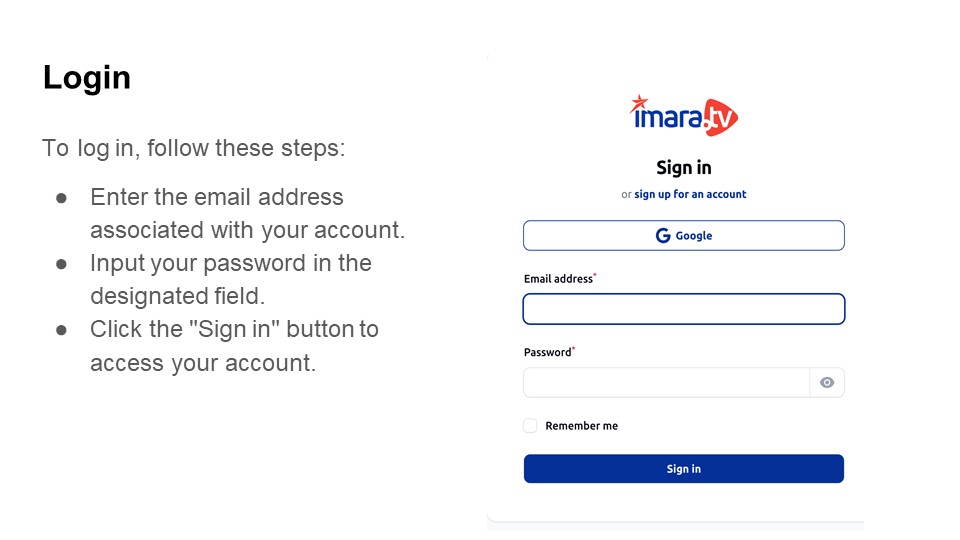 Login
To log in, follow these steps:
● Enter the email address
associated with your account.
● Input your password in the
designated field.
● Click the "Sign in" button to
access your account.
imara.tv
Sign in
or sign up for an account
Google
Email address*
Password*
Remember me
Sign in